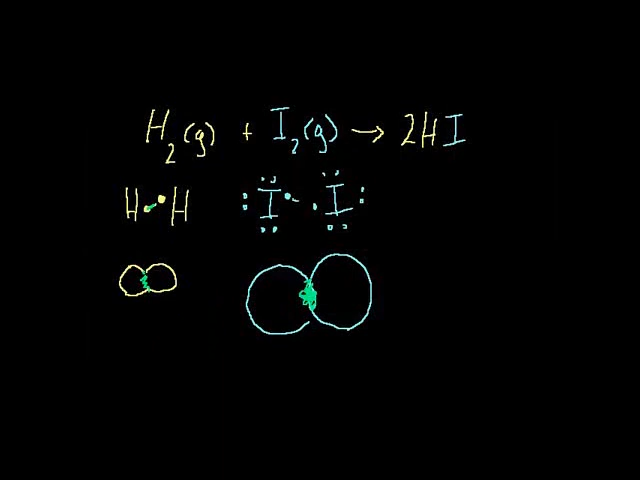 H₂(g) + I₂(g) → 2HI
H H :I· ·I: